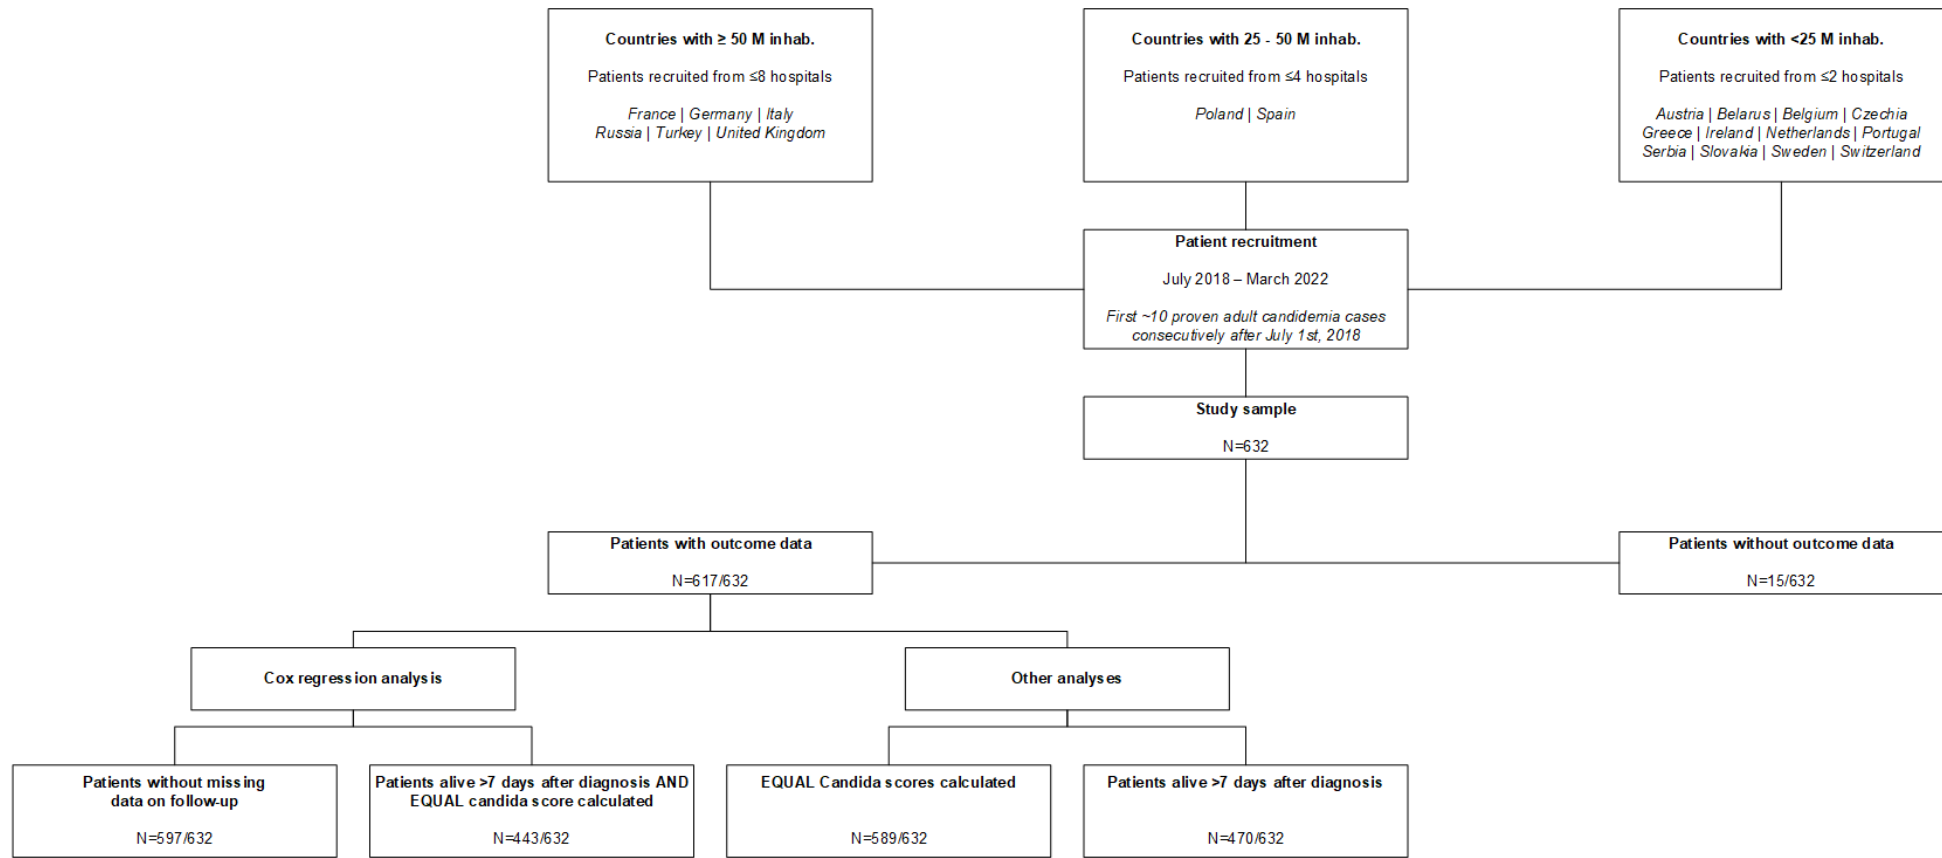 Countries with ≥ 50 M inhab.
Patients recruited from ≤8 hospitals
France | Germany | Italy
Russia | Turkey | United Kingdom
Countries with 25 - 50 M inhab.
Patients recruited from ≤4 hospitals
Poland | Spain
Countries with <25 M inhab.
Patients recruited from ≤2 hospitals
Austria | Belarus | Belgium | Czechia
Greece | Ireland | Netherlands | Portugal
Serbia | Slovakia | Sweden | Switzerland
Patient recruitment
July 2018 – March 2022
First ~10 proven adult candidemia cases
consecutively after July 1st, 2018
Study sample
N=632
Patients with outcome data
N=617/632
Patients without outcome data
N=15/632
Cox regression analysis
Other analyses
Patients without missing
data on follow-up
N=597/632
Patients alive >7 days after diagnosis AND
EQUAL candida score calculated
N=443/632
EQUAL Candida scores calculated
N=589/632
Patients alive >7 days after diagnosis
N=470/632